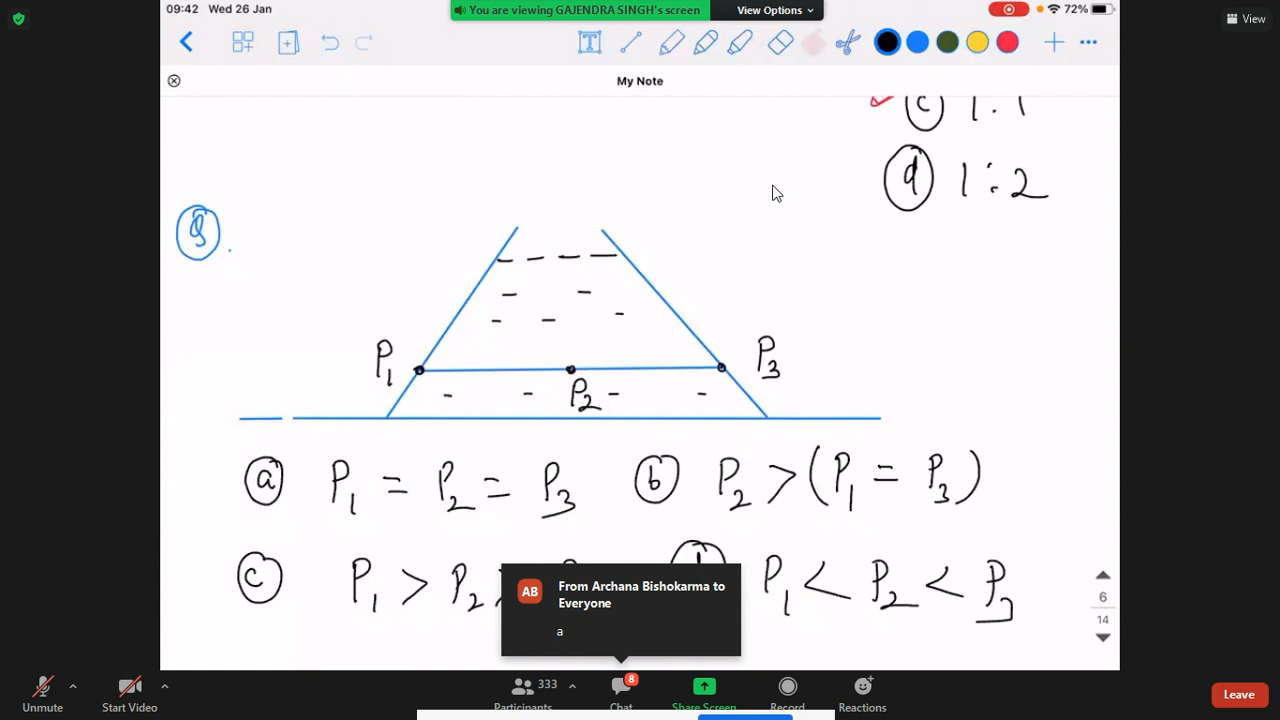 09:42 Wed 26 Jan
You are viewing GAJENDRA SINGH's screen
View Options
72%
View
My Note
c 1:1
d 1:2
8.
P1 P2 P3
a P1 = P2 = P3
b P2 > (P1 = P3)
c P1 > P2
P1 < P2 < P3
From Archana Bishokarma to
Everyone
a
AB
6
14
Unmute
Start Video
Participants 333
Chat 8
Share Screen
Record
Reactions
Leave